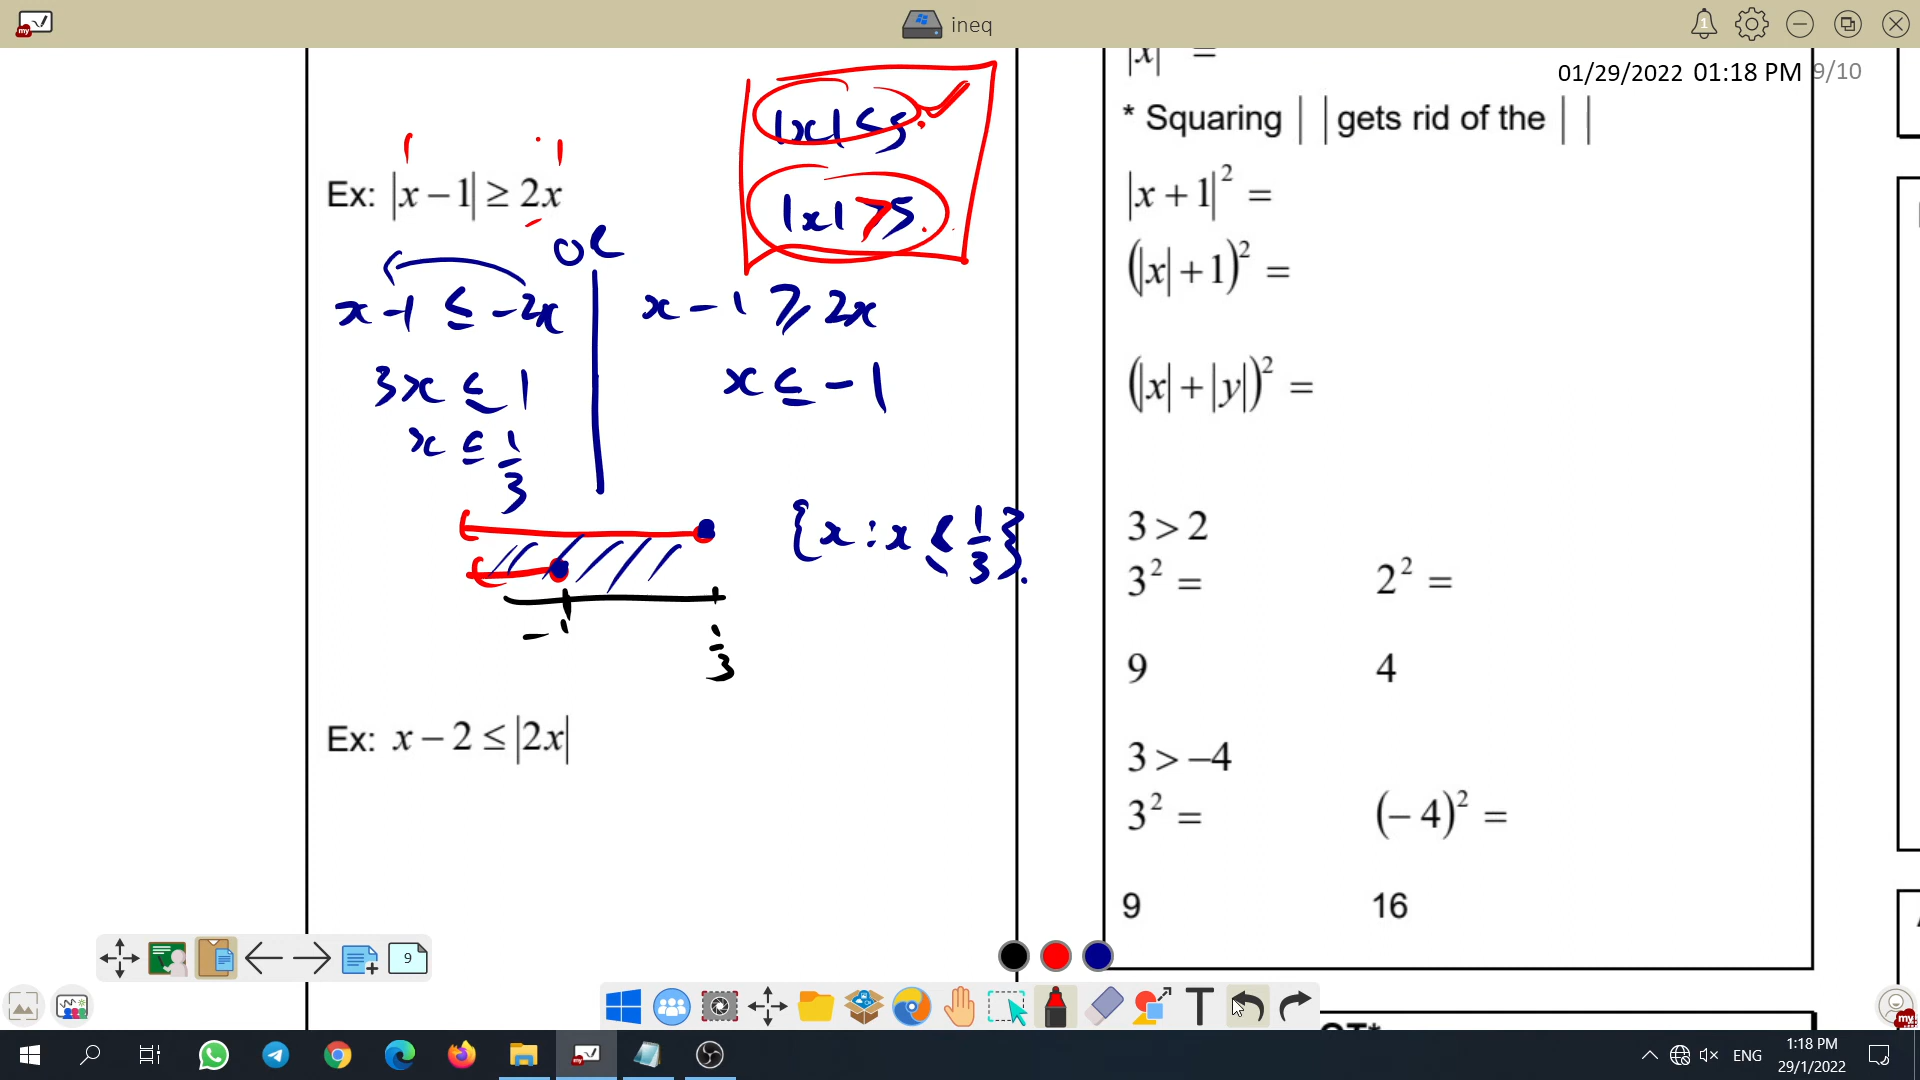 ineq
01/29/2022 01:18 PM 9/10
|x| =
* Squaring | | gets rid of the | |
|x + 1|² =
(|x| + 1)² =
(|x| + |y|)² =
3 > 2
3² = 2² =
9 4
3 > −4
3² = (− 4)² =
9 16
|x| ≤ 5
|x| > 5
Ex: |x − 1| ≥ 2x
or
x − 1 ≤ −2x
3x ≤ 1
x ≤ 1/3
x − 1 ≥ 2x
x ≤ −1
{x : x ≤ 1/3}.
−1 1/3
Ex: x − 2 ≤ |2x|
9
ENG
1:18 PM
29/1/2022